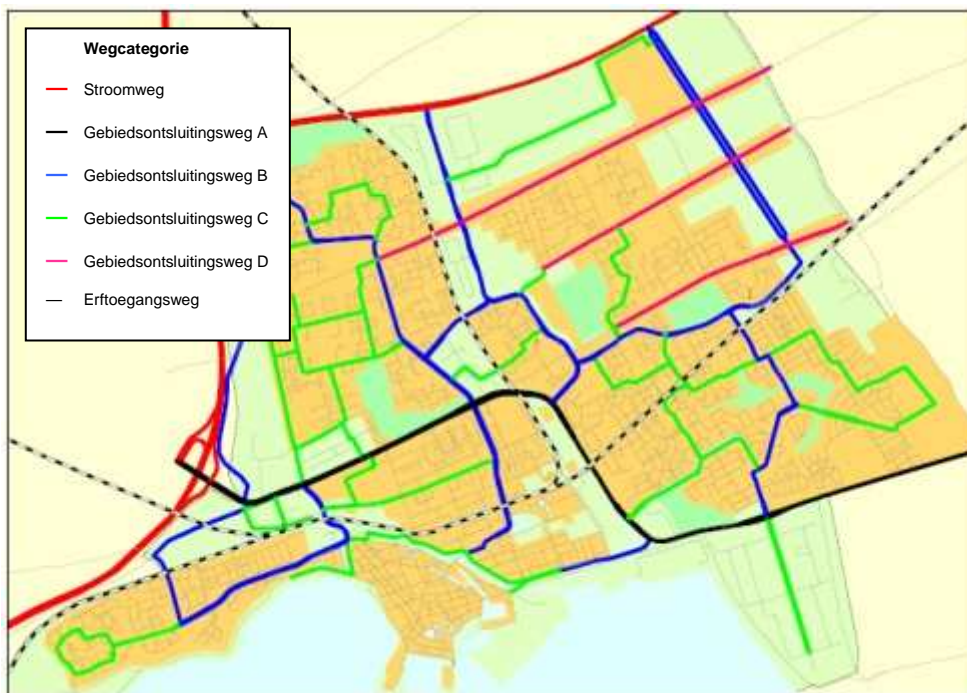 Wegcategorie
Stroomweg
Gebiedsontsluitingsweg A
Gebiedsontsluitingsweg B
Gebiedsontsluitingsweg C
Gebiedsontsluitingsweg D
Erftoegangsweg